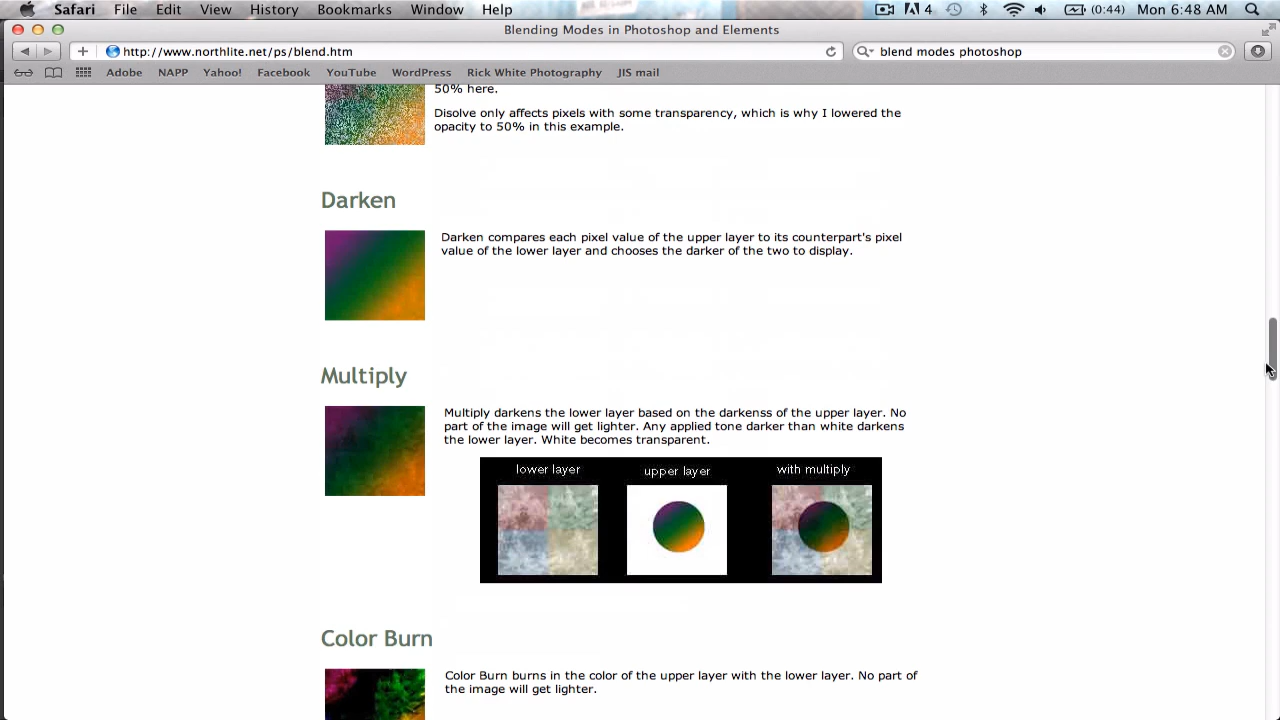 Safari File Edit View History Bookmarks Window Help 4 (0:44) Mon 6:48 AM
Blending Modes in Photoshop and Elements
http://www.northlite.net/ps/blend.htm blend modes photoshop
Adobe NAPP Yahoo! Facebook YouTube WordPress Rick White Photography JIS mail
50% here.
Disolve only affects pixels with some transparency, which is why I lowered the
opacity to 50% in this example.
Darken
Darken compares each pixel value of the upper layer to its counterpart's pixel
value of the lower layer and chooses the darker of the two to display.
Multiply
Multiply darkens the lower layer based on the darkenss of the upper layer. No
part of the image will get lighter. Any applied tone darker than white darkens
the lower layer. White becomes transparent.
lower layer upper layer with multiply
Color Burn
Color Burn burns in the color of the upper layer with the lower layer. No part of
the image will get lighter.